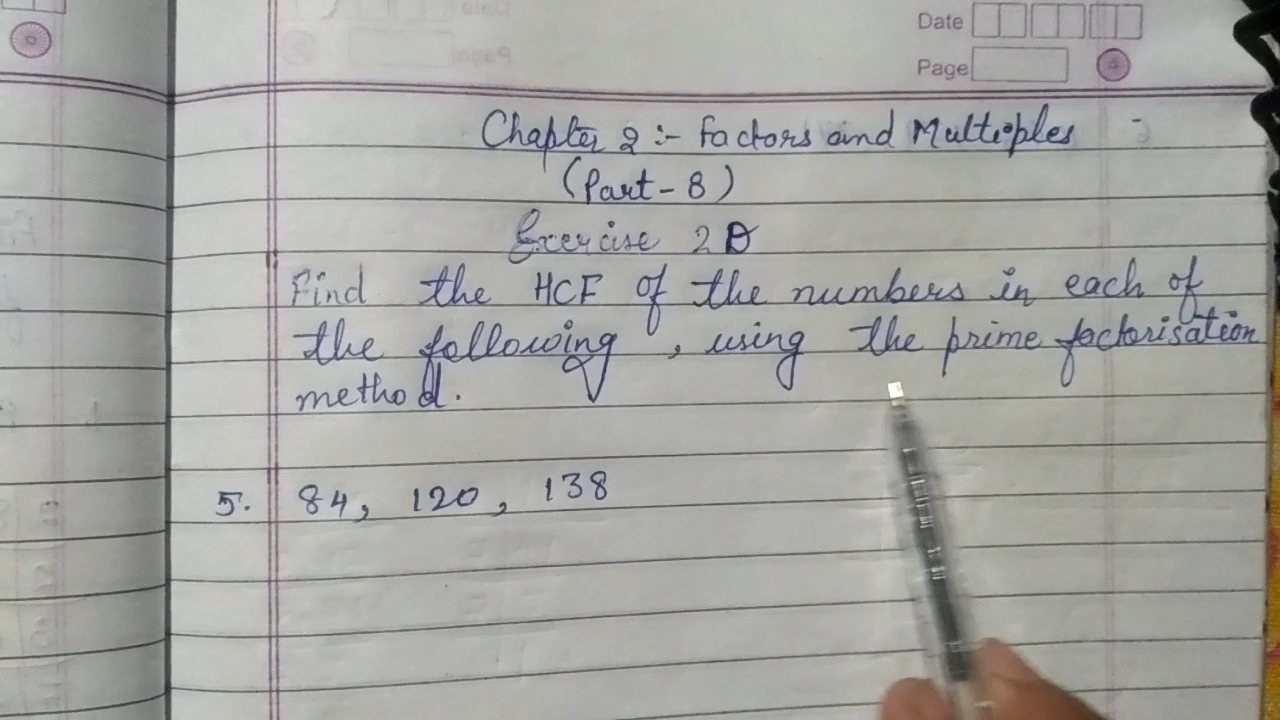 Date
Page
Chapter 2 :- Factors and Multiples
(Part - 8)
Exercise 2D
Find the HCF of the numbers in each of
the following , using the prime factorisation
method.
5. 84, 120, 138